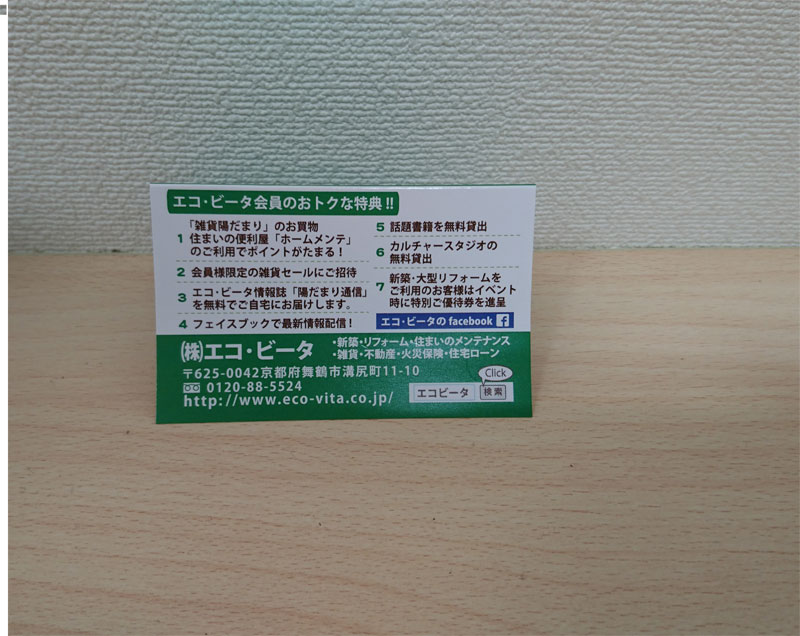 エコ・ビータ会員のおトクな特典!!
1 「雑貨陽だまり」のお買物
住まいの便利屋「ホームメンテ」
のご利用でポイントがたまる！
2 会員様限定の雑貨セールにご招待
3 エコ・ビータ情報誌「陽だまり通信」
を無料でご自宅にお届けします。
4 フェイスブックで最新情報配信！
5 話題書籍を無料貸出
6 カルチャースタジオの
無料貸出
7 新築・大型リフォームを
ご利用のお客様はイベント
時に特別ご優待券を進呈
エコ・ビータの facebook f
㈱エコ・ビータ
・新築・リフォーム・住まいのメンテナンス
・雑貨・不動産・火災保険・住宅ローン
〒625-0042京都府舞鶴市溝尻町11-10
0120-88-5524
http://www.eco-vita.co.jp/
Click
エコビータ 検索